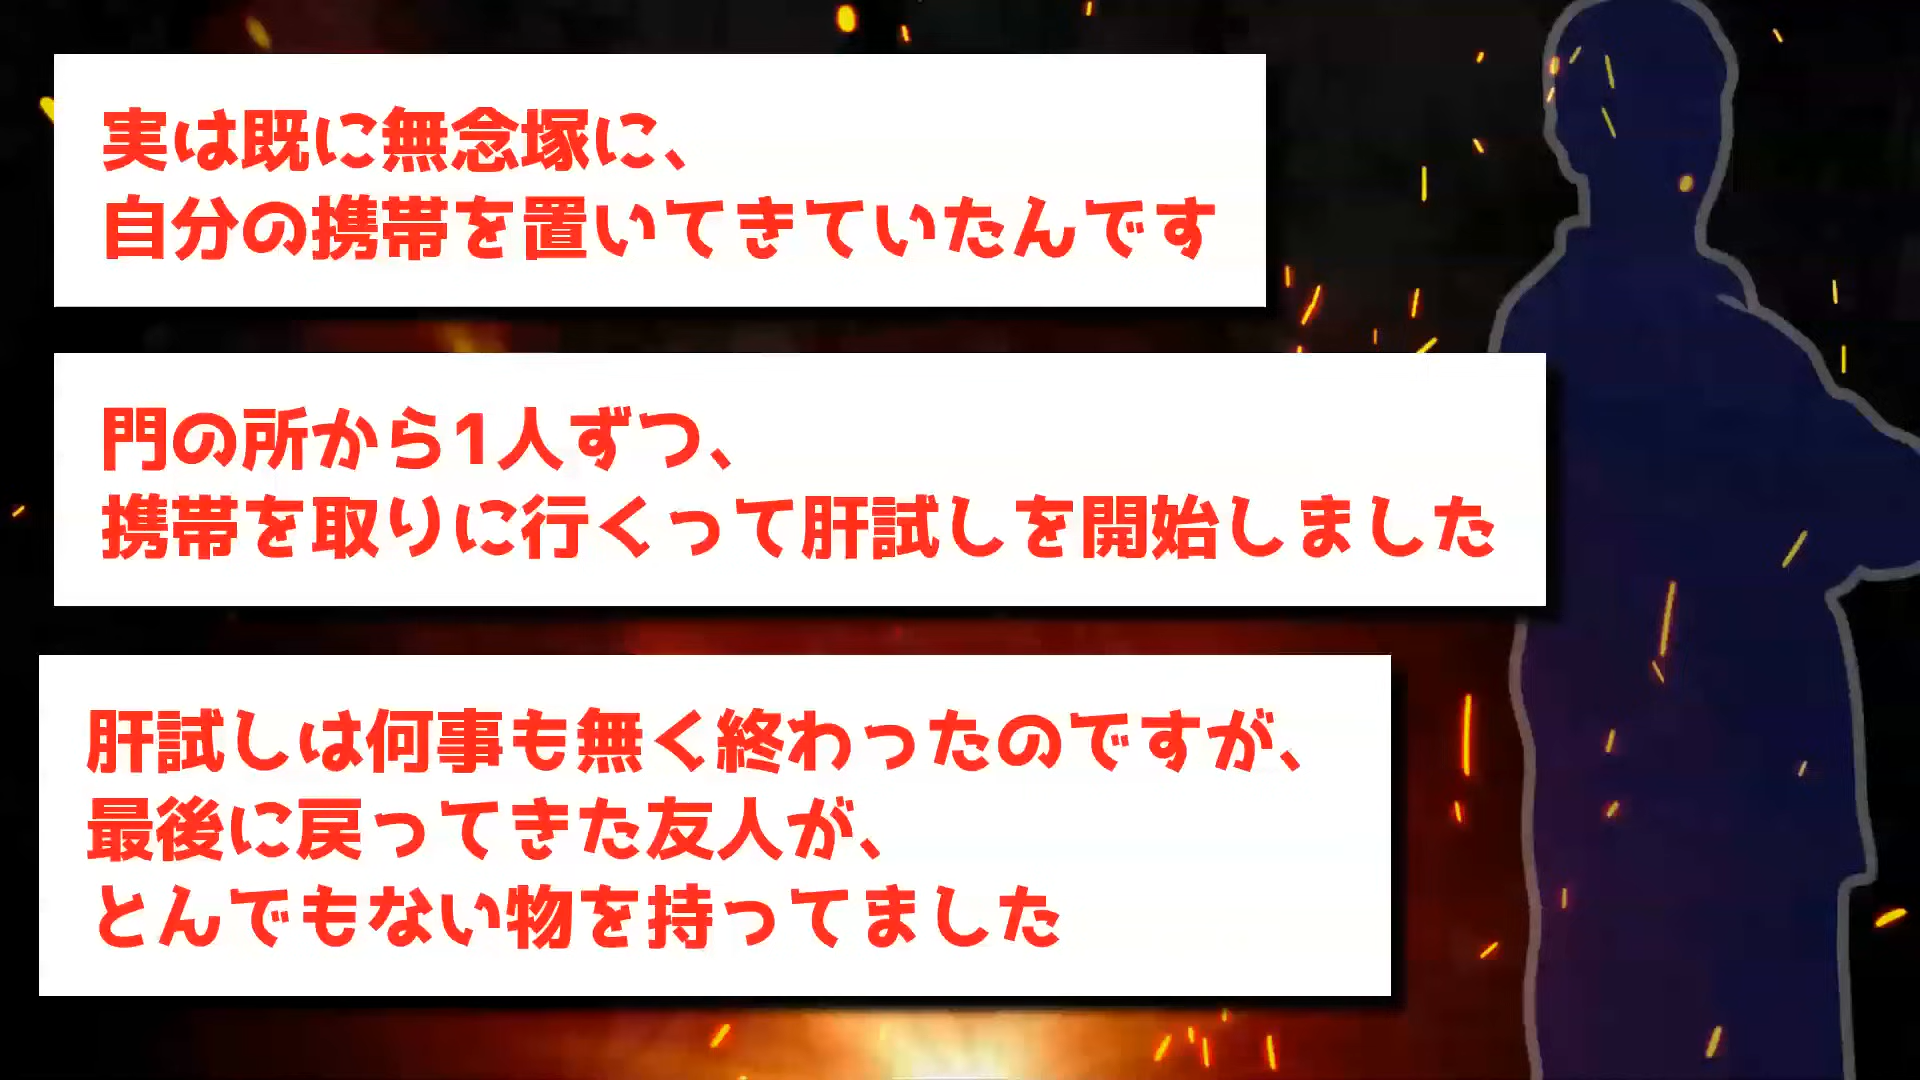 実は既に無念塚に、
自分の携帯を置いてきていたんです
門の所から1人ずつ、
携帯を取りに行くって肝試しを開始しました
肝試しは何事も無く終わったのですが、
最後に戻ってきた友人が、
とんでもない物を持ってました